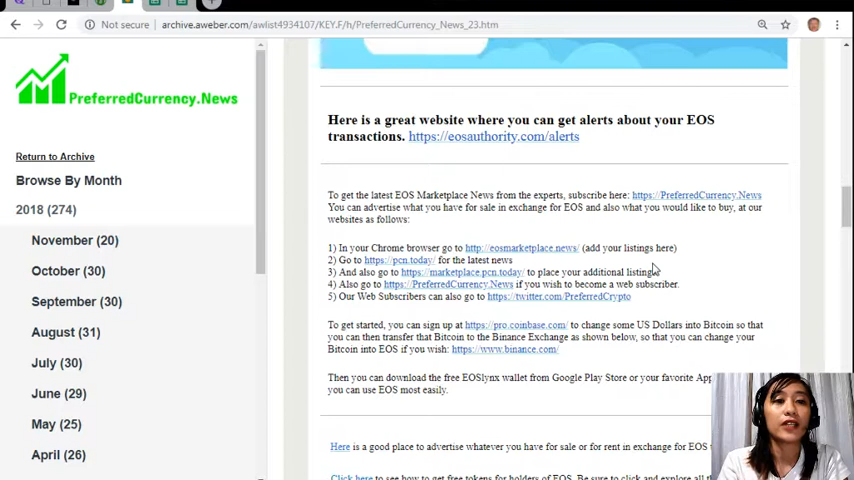 Not secure | archive.aweber.com/awlist4934107/KEY.F/h/PreferredCurrency_News_23.htm
PreferredCurrency.News
Return to Archive
Browse By Month
2018 (274)
November (20)
October (30)
September (30)
August (31)
July (30)
June (29)
May (25)
April (26)
Here is a great website where you can get alerts about your EOS
transactions. https://eosauthority.com/alerts
To get the latest EOS Marketplace News from the experts, subscribe here: https://PreferredCurrency.News
You can advertise what you have for sale in exchange for EOS and also what you would like to buy, at our
websites as follows:
1) In your Chrome browser go to http://eosmarketplace.news/ (add your listings here)
2) Go to https://pcn.today/ for the latest news
3) And also go to https://marketplace.pcn.today/ to place your additional listings.
4) Also go to https://PreferredCurrency.News if you wish to become a web subscriber.
5) Our Web Subscribers can also go to https://twitter.com/PreferredCrypto
To get started, you can sign up at https://pro.coinbase.com/ to change some US Dollars into Bitcoin so that
you can then transfer that Bitcoin to the Binance Exchange as shown below, so that you can change your
Bitcoin into EOS if you wish: https://www.binance.com/
Then you can download the free EOSlynx wallet from Google Play Store or your favorite
you can use EOS most easily.
Here is a good place to advertise whatever you have for sale or for rent in exchange for EOS
Click here to see how to get free tokens for holders of EOS. Be sure to click and explore all